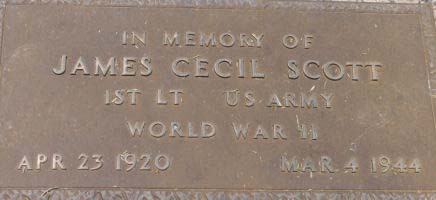 IN MEMORY OF
JAMES CECIL SCOTT
1ST LT US ARMY
WORLD WAR II
APR 23 1920 MAR 4 1944